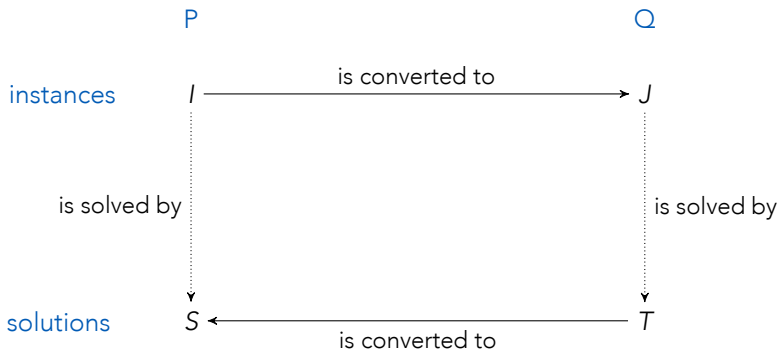 P Q
is converted to
instances I J
is solved by is solved by
solutions S T
is converted to